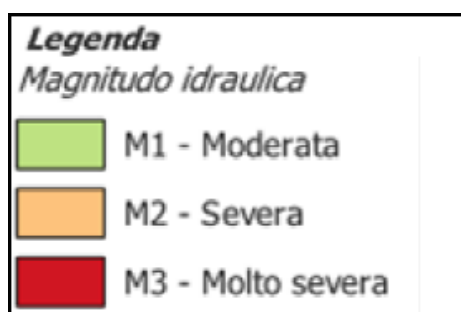 Legenda
Magnitudo idraulica
M1 - Moderata
M2 - Severa
M3 - Molto severa